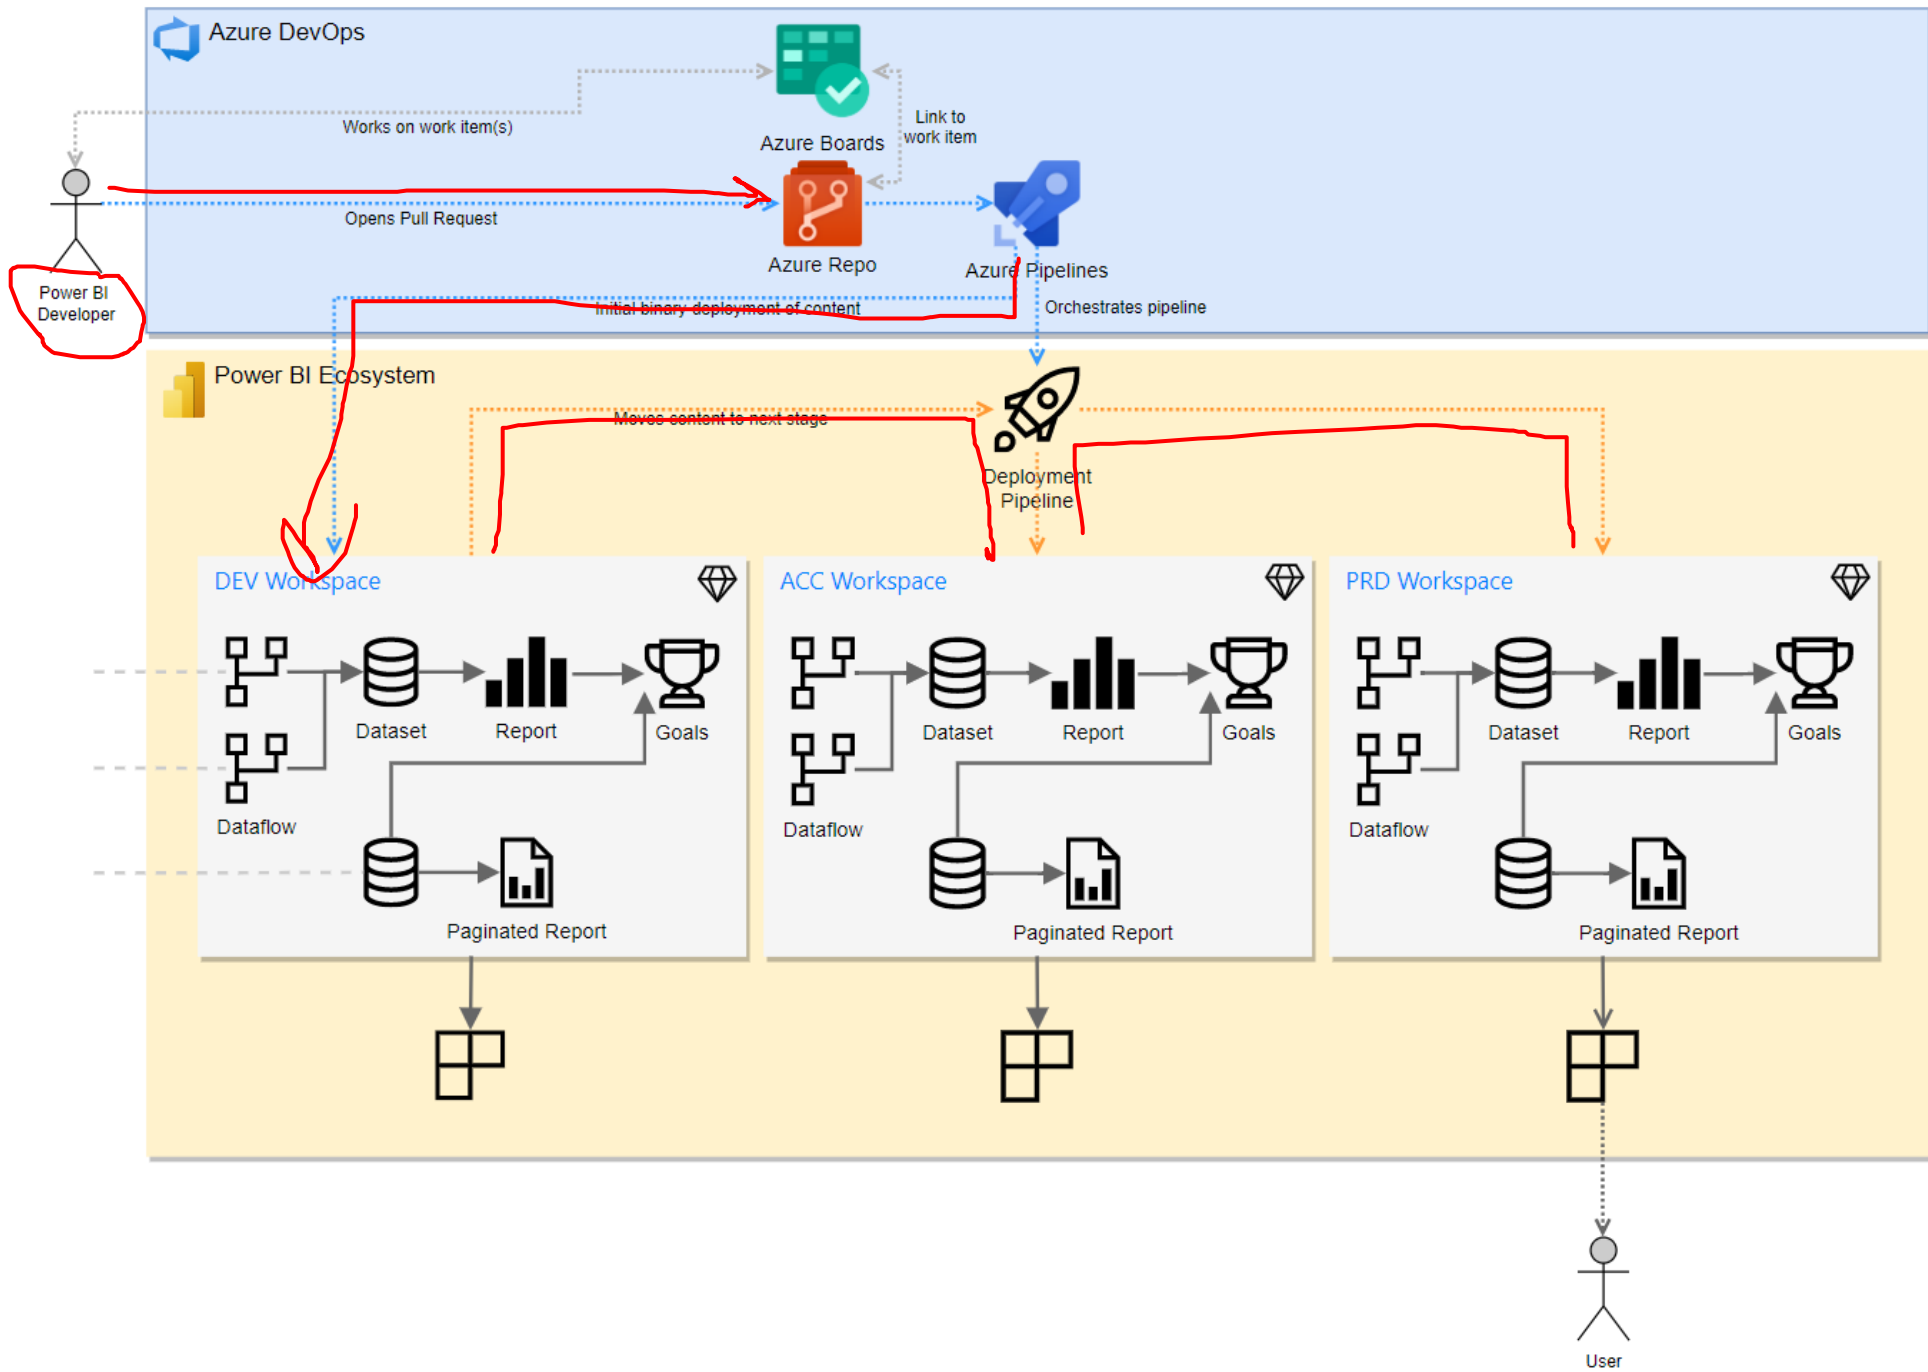 Azure DevOps
Works on work item(s)
Azure Boards
Link to
work item
Opens Pull Request
Azure Repo
Azure Pipelines
Power BI
Developer
Initial binary deployment of content
Orchestrates pipeline
Power BI Ecosystem
Moves content to next stage
Deployment
Pipeline
DEV Workspace
Dataset
Report
Goals
Dataflow
Paginated Report
ACC Workspace
Dataset
Report
Goals
Dataflow
Paginated Report
PRD Workspace
Dataset
Report
Goals
Dataflow
Paginated Report
User